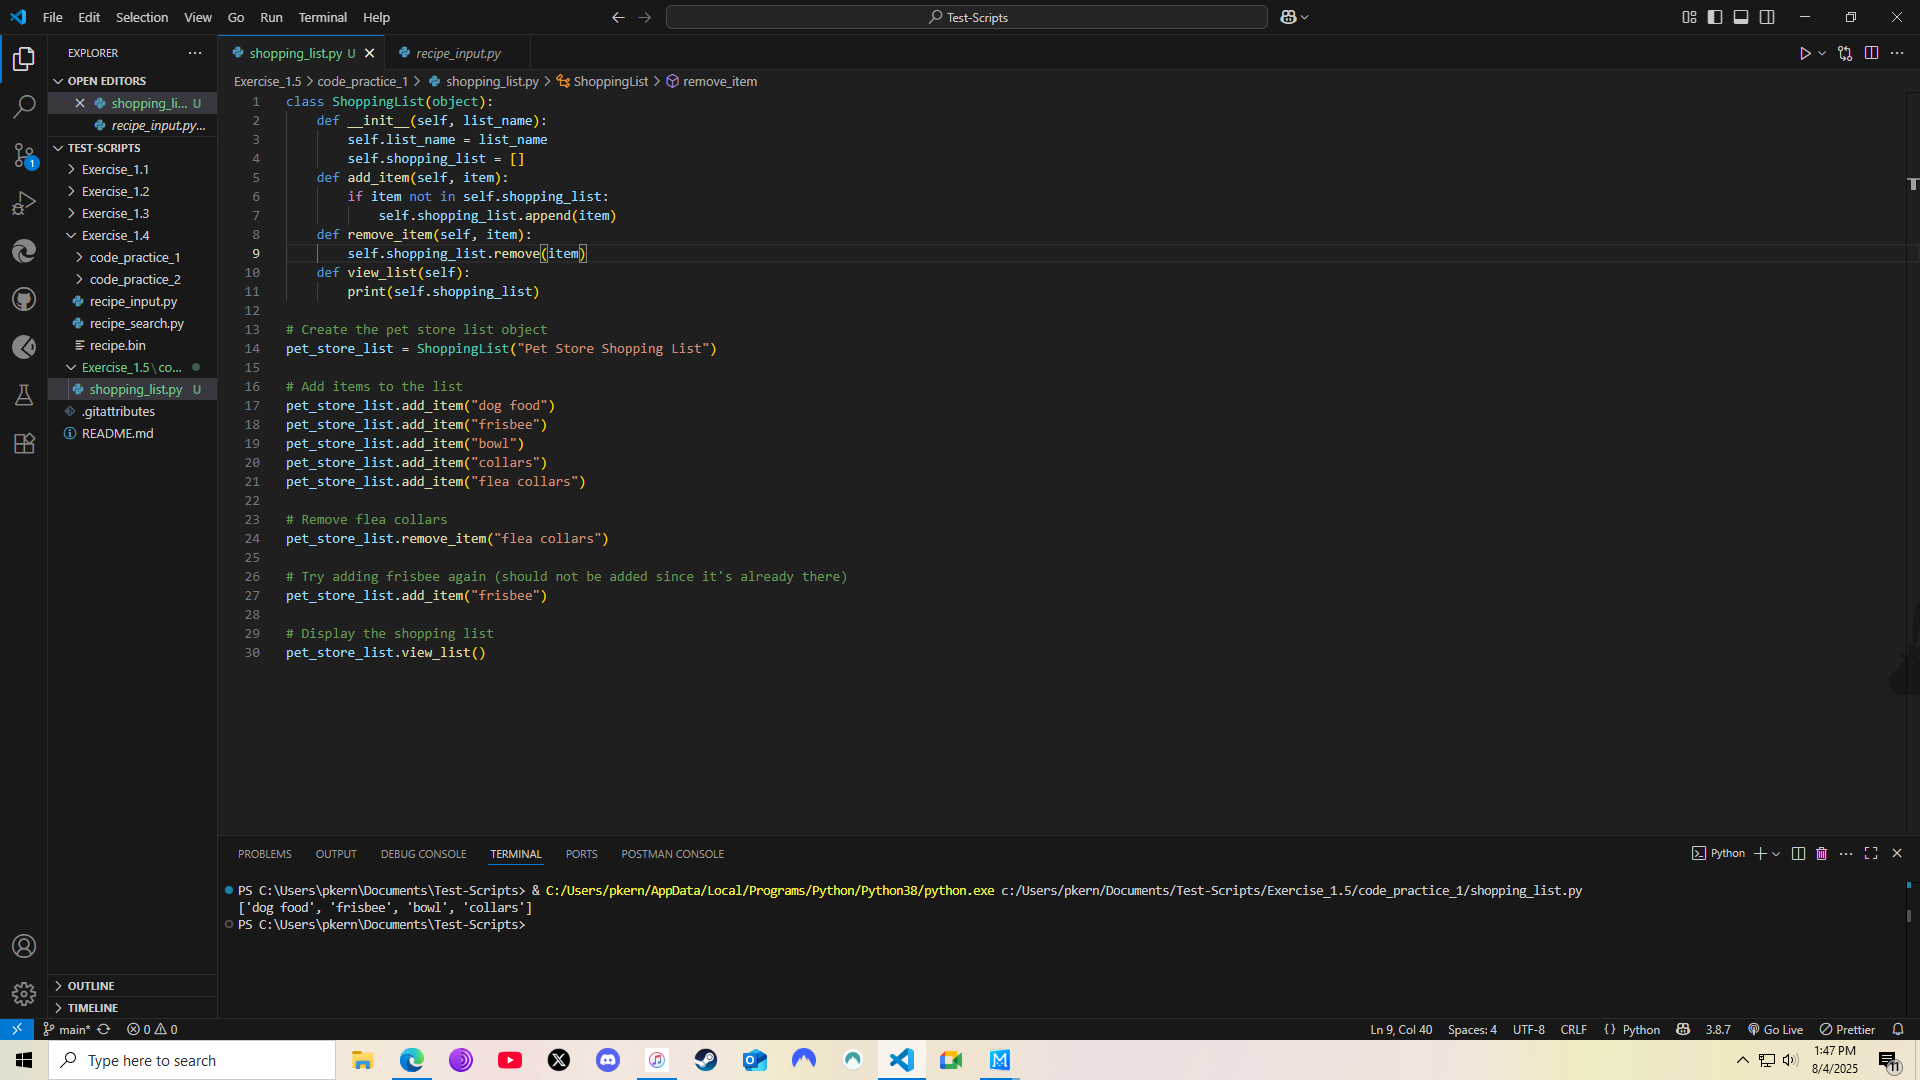 File Edit Selection View Go Run Terminal Help
Test-Scripts
EXPLORER
OPEN EDITORS
shopping_li... U
recipe_input.py...
TEST-SCRIPTS
Exercise_1.1
Exercise_1.2
Exercise_1.3
Exercise_1.4
code_practice_1
code_practice_2
recipe_input.py
recipe_search.py
recipe.bin
Exercise_1.5\co...
shopping_list.py U
.gitattributes
README.md
OUTLINE
TIMELINE
1
shopping_list.py U
recipe_input.py
Exercise_1.5 > code_practice_1 > shopping_list.py > ShoppingList > remove_item
1 class ShoppingList(object):
2 def __init__(self, list_name):
3 self.list_name = list_name
4 self.shopping_list = []
5 def add_item(self, item):
6 if item not in self.shopping_list:
7 self.shopping_list.append(item)
8 def remove_item(self, item):
9 self.shopping_list.remove(item)
10 def view_list(self):
11 print(self.shopping_list)
12
13 # Create the pet store list object
14 pet_store_list = ShoppingList("Pet Store Shopping List")
15
16 # Add items to the list
17 pet_store_list.add_item("dog food")
18 pet_store_list.add_item("frisbee")
19 pet_store_list.add_item("bowl")
20 pet_store_list.add_item("collars")
21 pet_store_list.add_item("flea collars")
22
23 # Remove flea collars
24 pet_store_list.remove_item("flea collars")
25
26 # Try adding frisbee again (should not be added since it's already there)
27 pet_store_list.add_item("frisbee")
28
29 # Display the shopping list
30 pet_store_list.view_list()
PROBLEMS OUTPUT DEBUG CONSOLE TERMINAL PORTS POSTMAN CONSOLE
Python
PS C:\Users\pkern\Documents\Test-Scripts> & C:/Users/pkern/AppData/Local/Programs/Python/Python38/python.exe c:/Users/pkern/Documents/Test-Scripts/Exercise_1.5/code_practice_1/shopping_list.py
['dog food', 'frisbee', 'bowl', 'collars']
PS C:\Users\pkern\Documents\Test-Scripts>
main* 0 0
Ln 9, Col 40 Spaces: 4 UTF-8 CRLF {} Python 3.8.7 Go Live Prettier
Type here to search
1:47 PM
8/4/2025
11